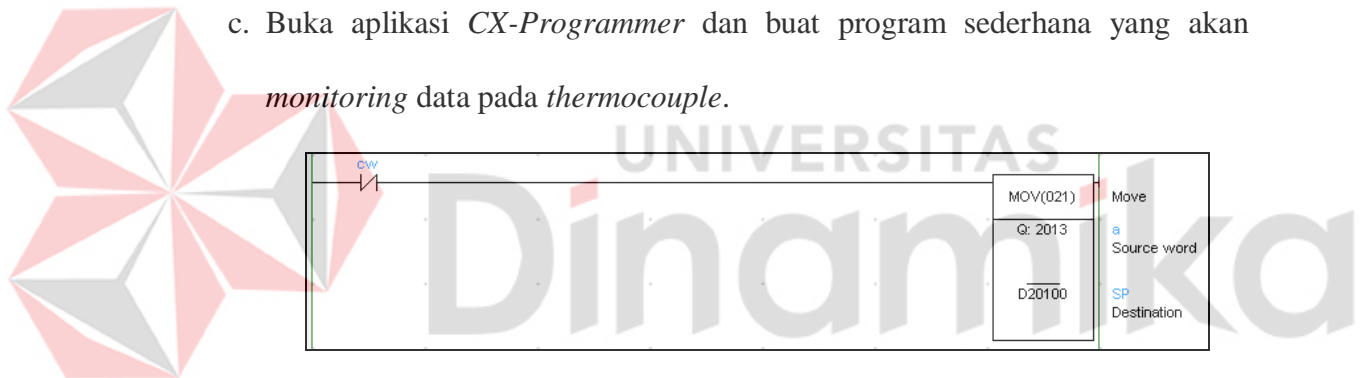 c. Buka aplikasi CX-Programmer dan buat program sederhana yang akan
monitoring data pada thermocouple.
UNIVERSITAS
Dinamika
cw
MOV(021) Move
Q: 2013 a
Source word
D20100 SP
Destination